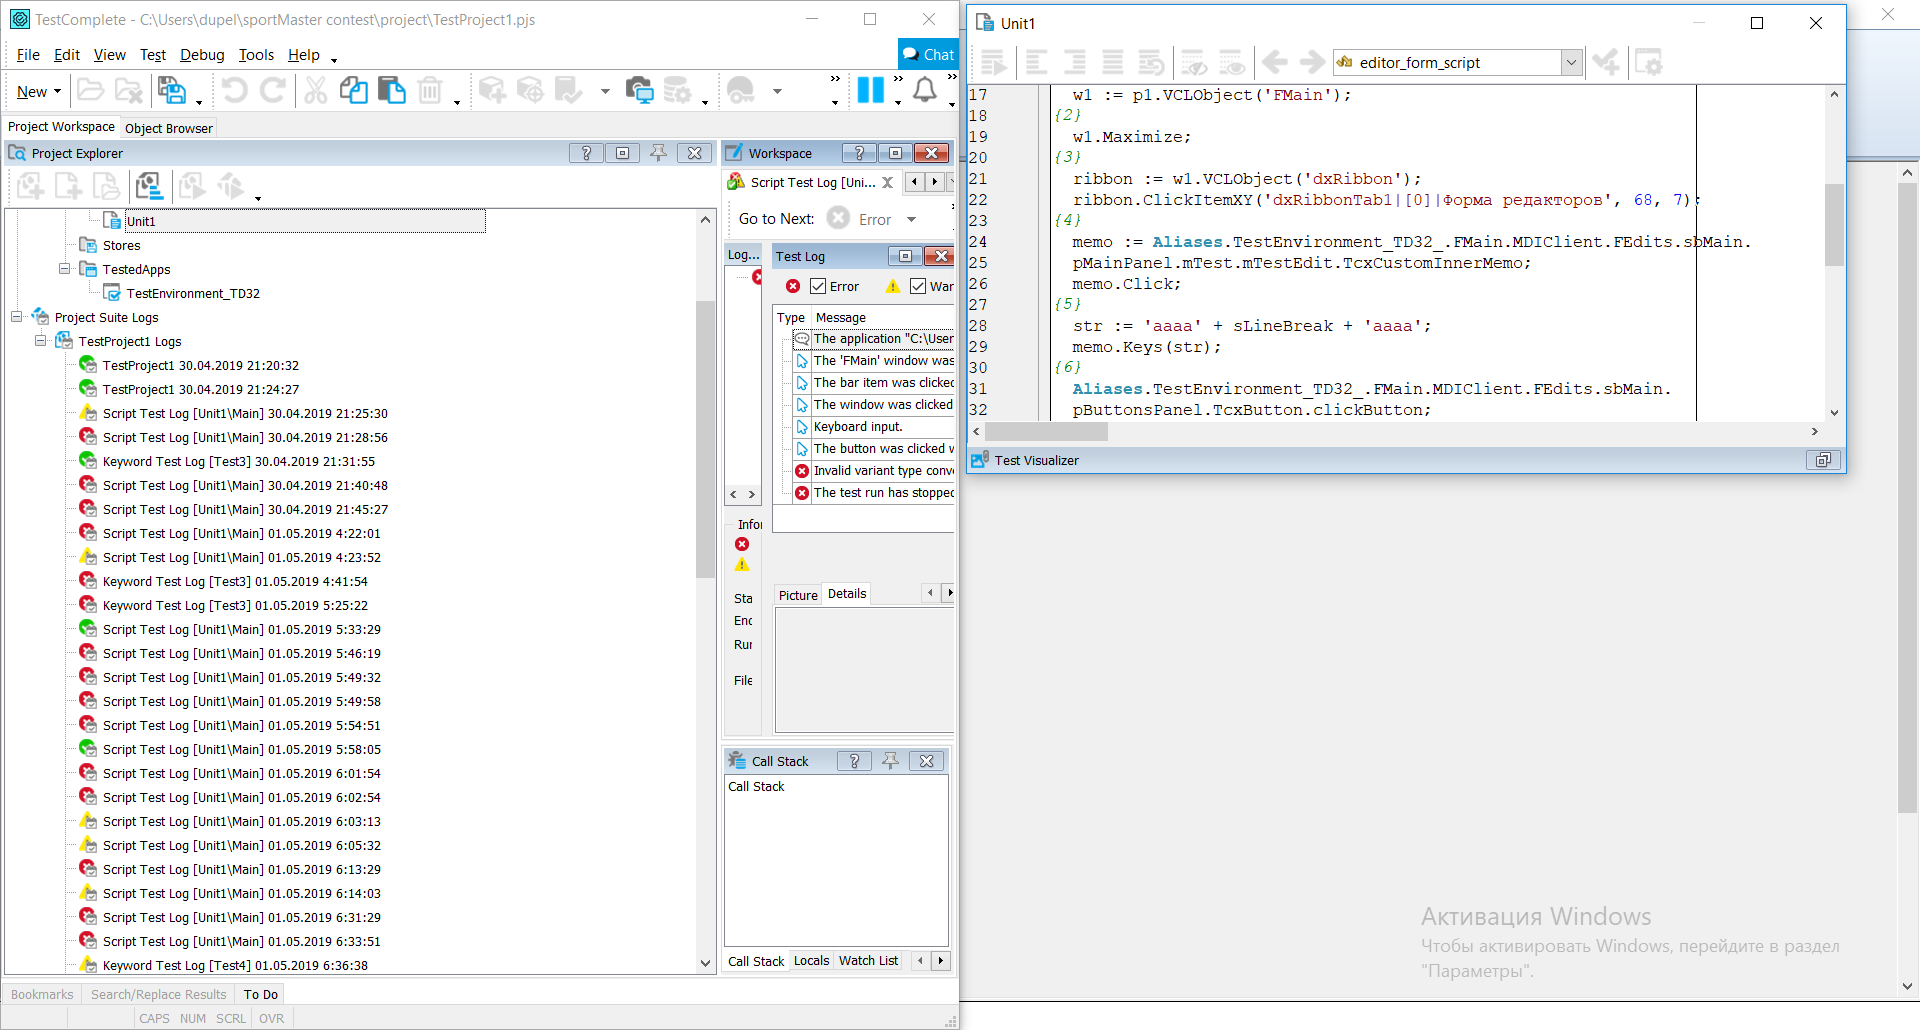 TestComplete - C:\Users\dupel\sportMaster contest\project\TestProject1.pjs
File Edit View Test Debug Tools Help
Chat
New
Project Workspace Object Browser
Project Explorer
Unit1
Stores
TestedApps
TestEnvironment_TD32
Project Suite Logs
TestProject1 Logs
TestProject1 30.04.2019 21:20:32
TestProject1 30.04.2019 21:24:27
Script Test Log [Unit1\Main] 30.04.2019 21:25:30
Script Test Log [Unit1\Main] 30.04.2019 21:28:56
Keyword Test Log [Test3] 30.04.2019 21:31:55
Script Test Log [Unit1\Main] 30.04.2019 21:40:48
Script Test Log [Unit1\Main] 30.04.2019 21:45:27
Script Test Log [Unit1\Main] 01.05.2019 4:22:01
Script Test Log [Unit1\Main] 01.05.2019 4:23:52
Keyword Test Log [Test3] 01.05.2019 4:41:54
Keyword Test Log [Test3] 01.05.2019 5:25:22
Script Test Log [Unit1\Main] 01.05.2019 5:33:29
Script Test Log [Unit1\Main] 01.05.2019 5:46:19
Script Test Log [Unit1\Main] 01.05.2019 5:49:32
Script Test Log [Unit1\Main] 01.05.2019 5:49:58
Script Test Log [Unit1\Main] 01.05.2019 5:54:51
Script Test Log [Unit1\Main] 01.05.2019 5:58:05
Script Test Log [Unit1\Main] 01.05.2019 6:01:54
Script Test Log [Unit1\Main] 01.05.2019 6:02:54
Script Test Log [Unit1\Main] 01.05.2019 6:03:13
Script Test Log [Unit1\Main] 01.05.2019 6:05:32
Script Test Log [Unit1\Main] 01.05.2019 6:13:29
Script Test Log [Unit1\Main] 01.05.2019 6:14:03
Script Test Log [Unit1\Main] 01.05.2019 6:31:29
Script Test Log [Unit1\Main] 01.05.2019 6:33:51
Keyword Test Log [Test4] 01.05.2019 6:36:38
Bookmarks Search/Replace Results To Do
CAPS NUM SCRL OVR
Workspace
Script Test Log [Uni...
Go to Next: Error
Log...
Test Log
Error War
Type Message
The application "C:\User
The 'FMain' window was
The bar item was clicked
The window was clicked
Keyboard input.
The button was clicked w
Invalid variant type conve
The test run has stopped
Infor
Sta
End
Run
File
Picture Details
Call Stack
Call Stack
Call Stack Locals Watch List
Unit1
editor_form_script
17 w1 := p1.VCLObject('FMain');
18 {2}
19 w1.Maximize;
20 {3}
21 ribbon := w1.VCLObject('dxRibbon');
22 ribbon.ClickItemXY('dxRibbonTab1|[0]|Форма редакторов', 68, 7);
23 {4}
24 memo := Aliases.TestEnvironment_TD32_.FMain.MDIClient.FEdits.sbMain.
25 pMainPanel.mTest.mTestEdit.TcxCustomInnerMemo;
26 memo.Click;
27 {5}
28 str := 'aaaa' + sLineBreak + 'aaaa';
29 memo.Keys(str);
30 {6}
31 Aliases.TestEnvironment_TD32_.FMain.MDIClient.FEdits.sbMain.
32 pButtonsPanel.TcxButton.clickButton;
Test Visualizer
Активация Windows
Чтобы активировать Windows, перейдите в раздел
"Параметры".